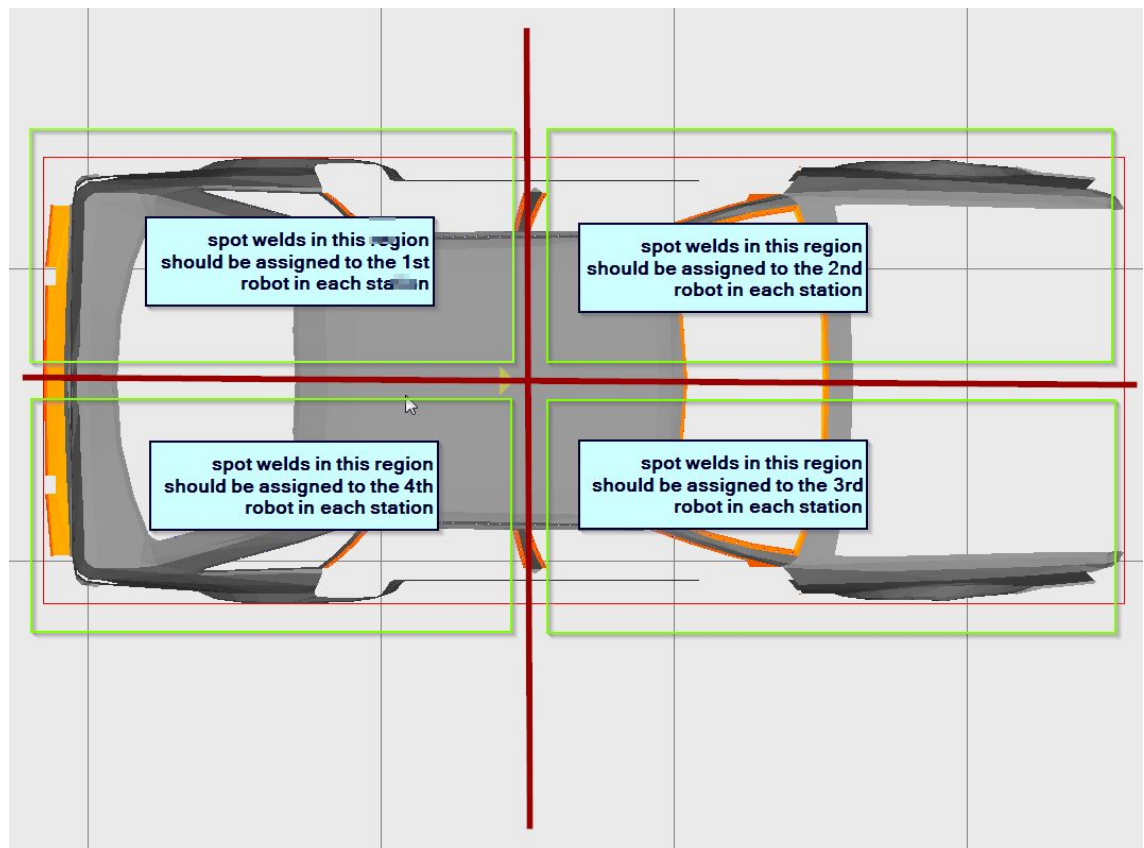 spot welds in this region
should be assigned to the 1st
robot in each
spot welds in this region
should be assigned to the 2nd
robot in each station
spot welds in this region
should be assigned to the 4th
robot in each station
spot welds in this region
should be assigned to the 3rd
robot in each station